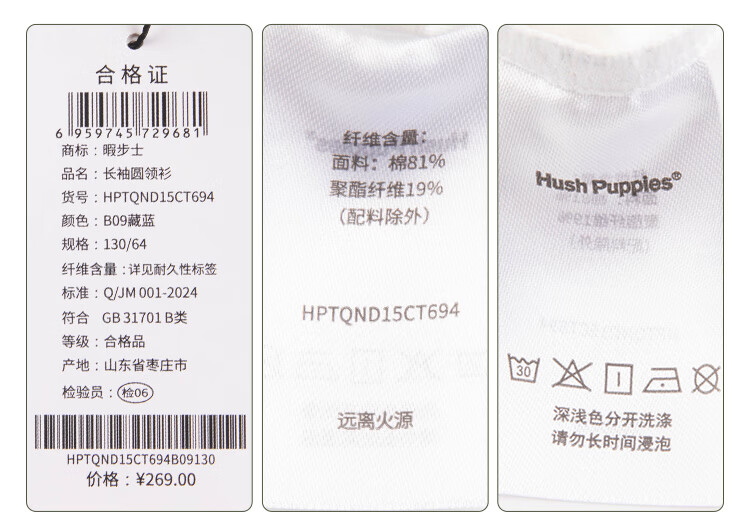 合格证
6 959745 729681
商标：暇步士
品名：长袖圆领衫
货号：HPTQND15CT694
颜色：B09藏蓝
规格：130/64
纤维含量：详见耐久性标签
标准：Q/JM 001-2024
符合 GB 31701 B类
等级：合格品
产地：山东省枣庄市
检验员：检06
HPTQND15CT694B09130
价格：¥269.00
纤维含量：
面料：棉81%
聚酯纤维19%
（配料除外）
HPTQND15CT694
远离火源
Hush Puppies®
30
深浅色分开洗涤
请勿长时间浸泡